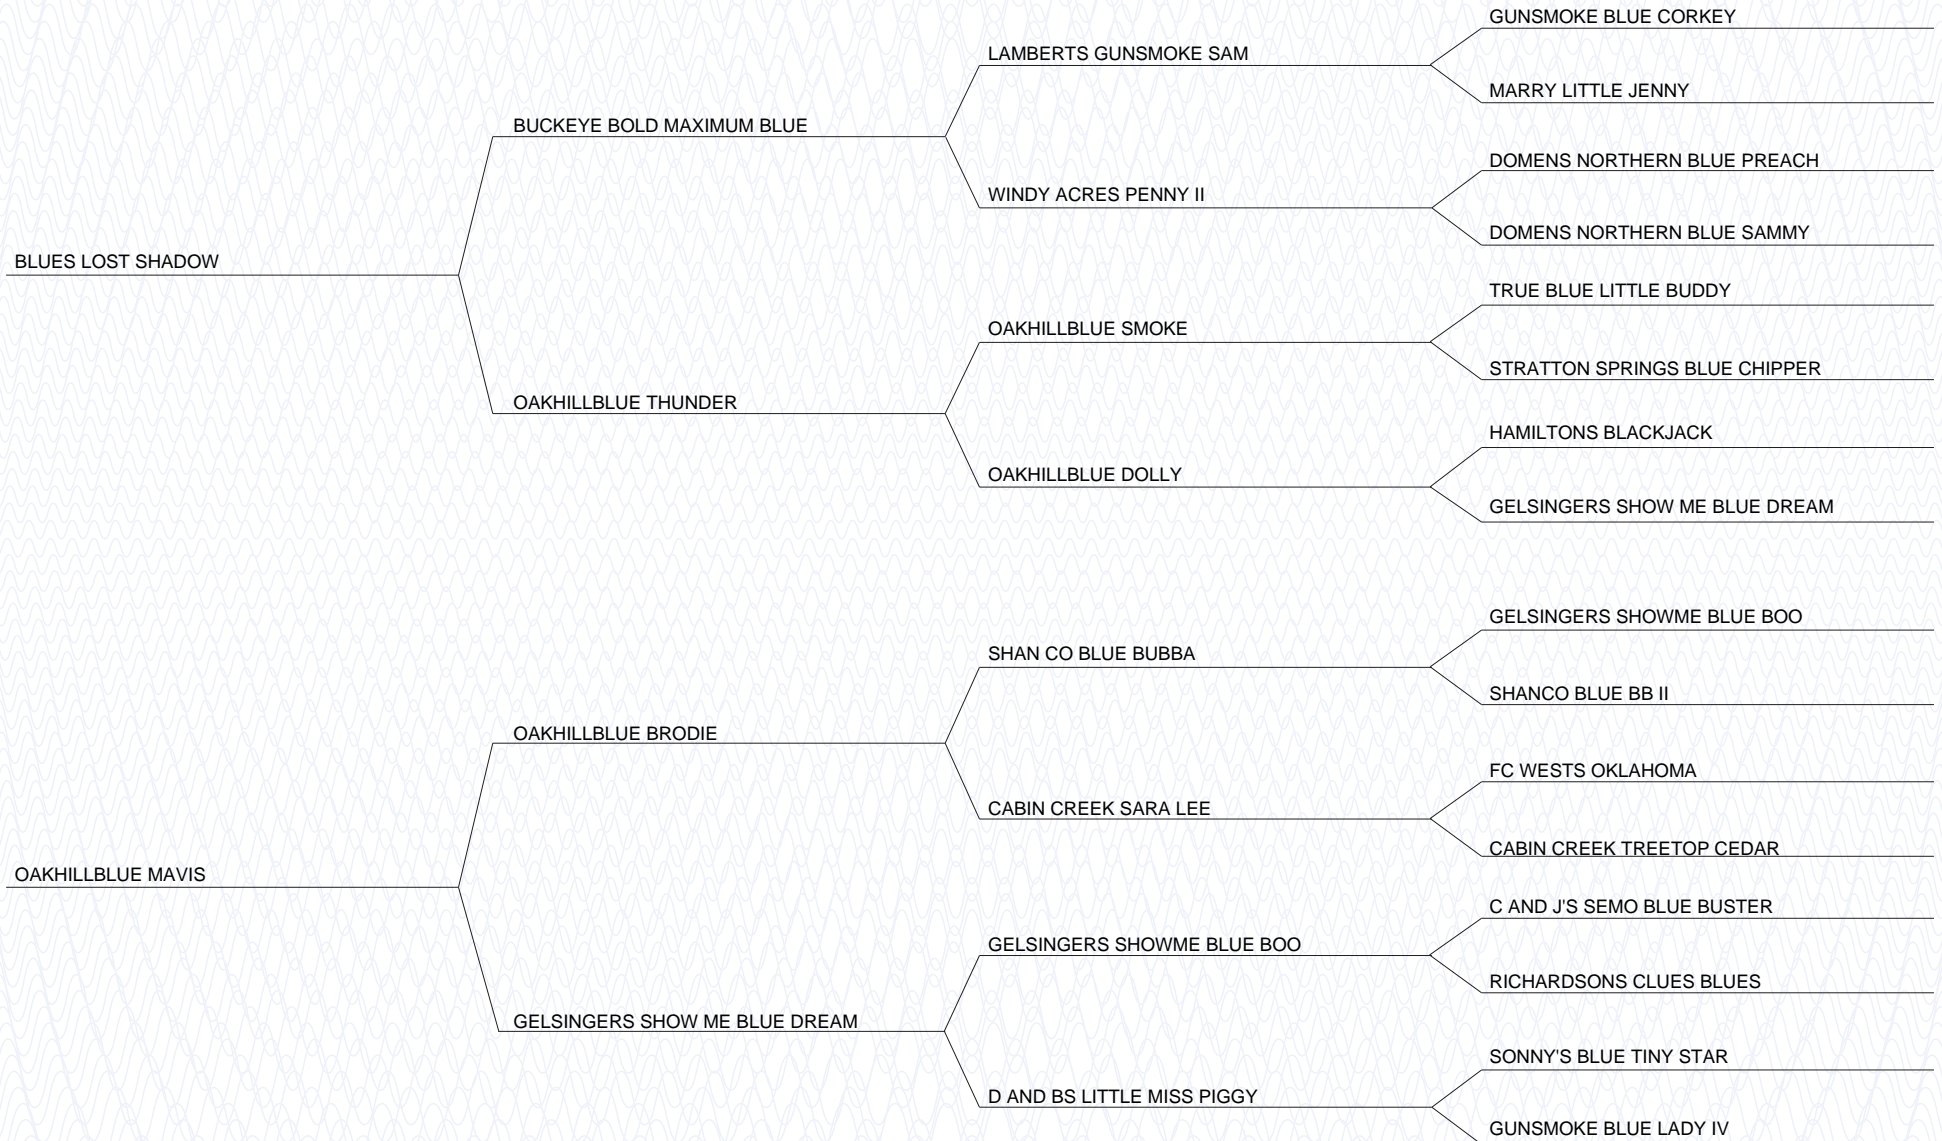 GUNSMOKE BLUE CORKEY
LAMBERTS GUNSMOKE SAM
MARRY LITTLE JENNY
BUCKEYE BOLD MAXIMUM BLUE
DOMENS NORTHERN BLUE PREACH
WINDY ACRES PENNY II
DOMENS NORTHERN BLUE SAMMY
BLUES LOST SHADOW
TRUE BLUE LITTLE BUDDY
OAKHILLBLUE SMOKE
STRATTON SPRINGS BLUE CHIPPER
OAKHILLBLUE THUNDER
HAMILTONS BLACKJACK
OAKHILLBLUE DOLLY
GELSINGERS SHOW ME BLUE DREAM
GELSINGERS SHOWME BLUE BOO
SHAN CO BLUE BUBBA
SHANCO BLUE BB II
OAKHILLBLUE BRODIE
FC WESTS OKLAHOMA
CABIN CREEK SARA LEE
CABIN CREEK TREETOP CEDAR
OAKHILLBLUE MAVIS
C AND J'S SEMO BLUE BUSTER
GELSINGERS SHOWME BLUE BOO
RICHARDSONS CLUES BLUES
GELSINGERS SHOW ME BLUE DREAM
SONNY'S BLUE TINY STAR
D AND BS LITTLE MISS PIGGY
GUNSMOKE BLUE LADY IV